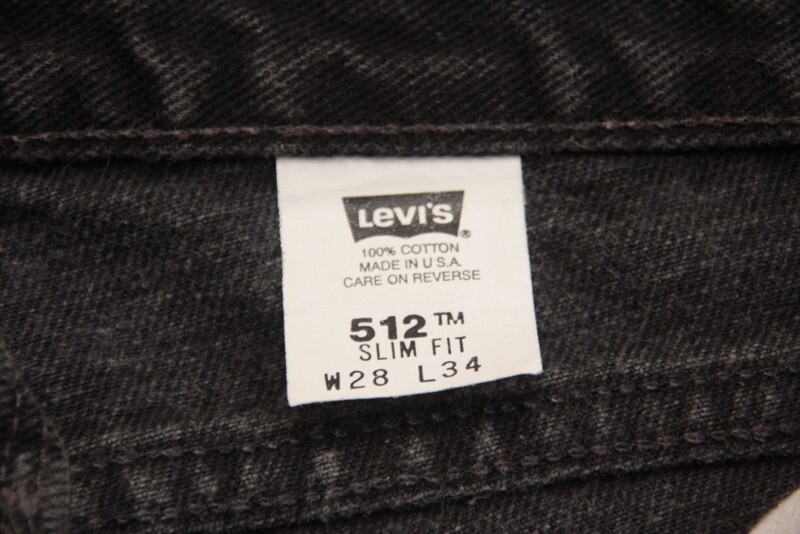 Levi's®
100% COTTON
MADE IN U.S.A.
CARE ON REVERSE
512™
SLIM FIT
W28 L34